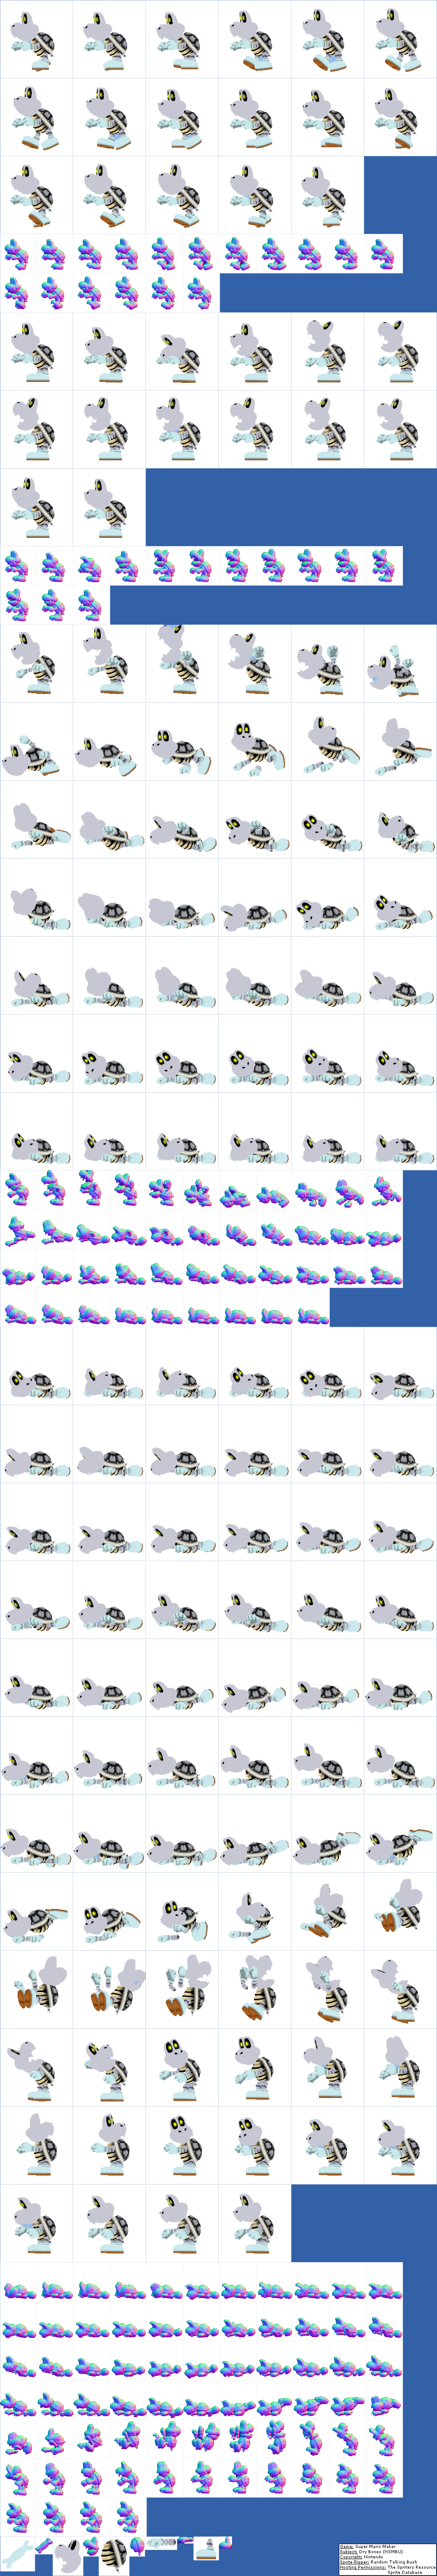 Game: Super Mario Maker
Subject: Dry Bones (NSMBU)
Copyright: Nintendo
Sprite Ripper: Random Talking Bush
Hosting Permissions: The Spriters Resource
Sprite Database